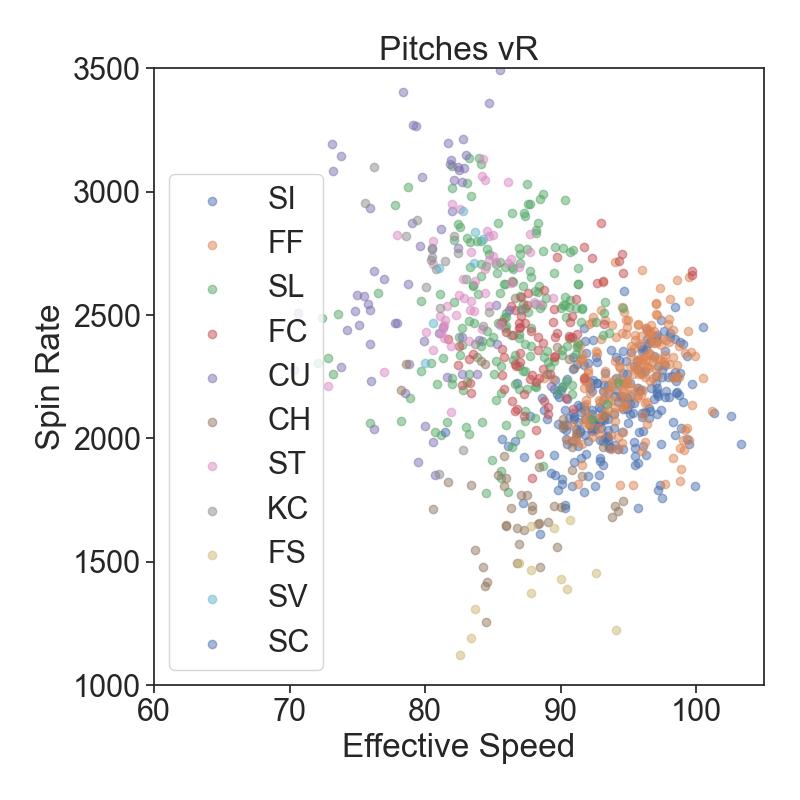 Pitches vR
3500
3000
2500
2000
1500
1000
Spin Rate
SI
FF
SL
FC
CU
CH
ST
KC
FS
SV
SC
60 70 80 90 100
Effective Speed